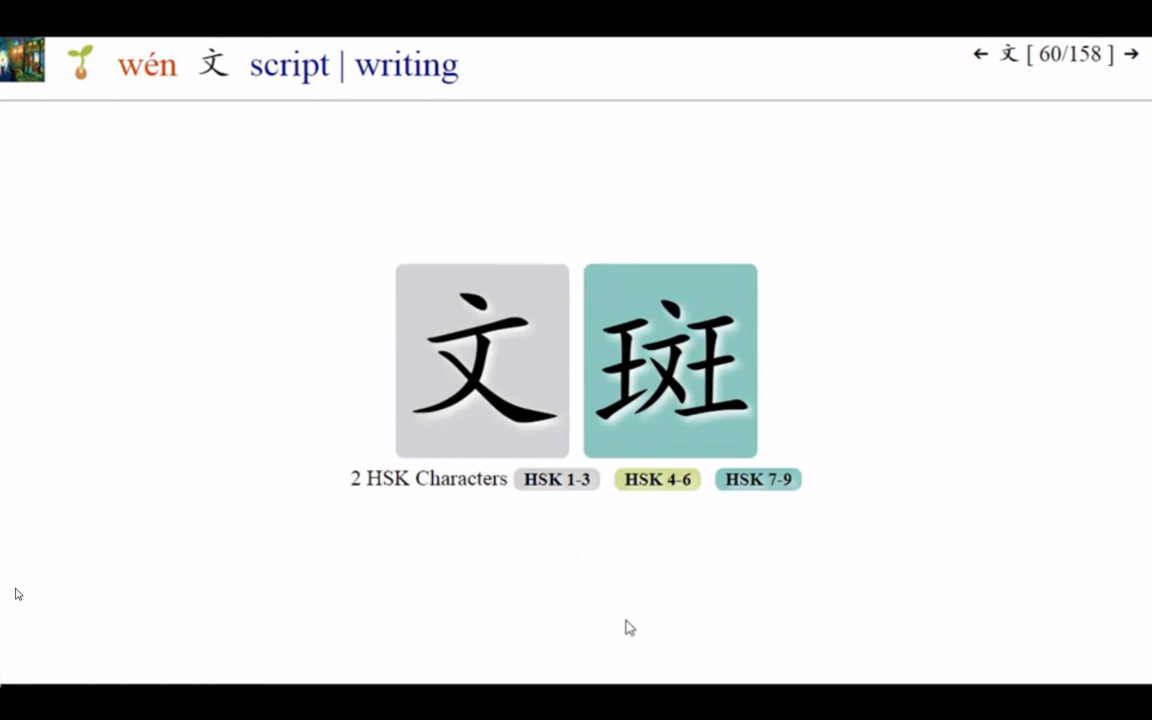 wén 文 script | writing
← 文 [ 60/158 ] →
文 斑
2 HSK Characters HSK 1-3 HSK 4-6 HSK 7-9